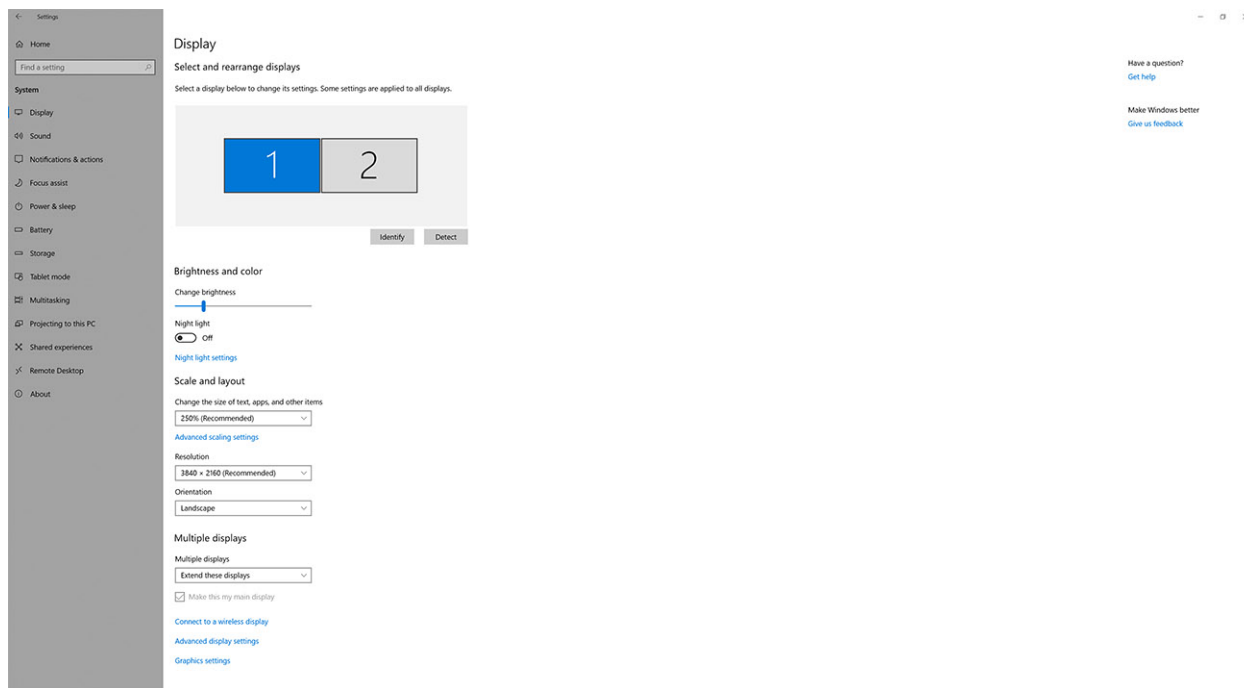 Settings
Home
Find a setting
System
Display
Sound
Notifications & actions
Focus assist
Power & sleep
Battery
Storage
Tablet mode
Multitasking
Projecting to this PC
Shared experiences
Remote Desktop
About
Display
Select and rearrange displays
Select a display below to change its settings. Some settings are applied to all displays.
1 2
Identify Detect
Brightness and color
Change brightness
Night light
Off
Night light settings
Scale and layout
Change the size of text, apps, and other items
250% (Recommended)
Advanced scaling settings
Resolution
3840 × 2160 (Recommended)
Orientation
Landscape
Multiple displays
Multiple displays
Extend these displays
Make this my main display
Connect to a wireless display
Advanced display settings
Graphics settings
Have a question?
Get help
Make Windows better
Give us feedback